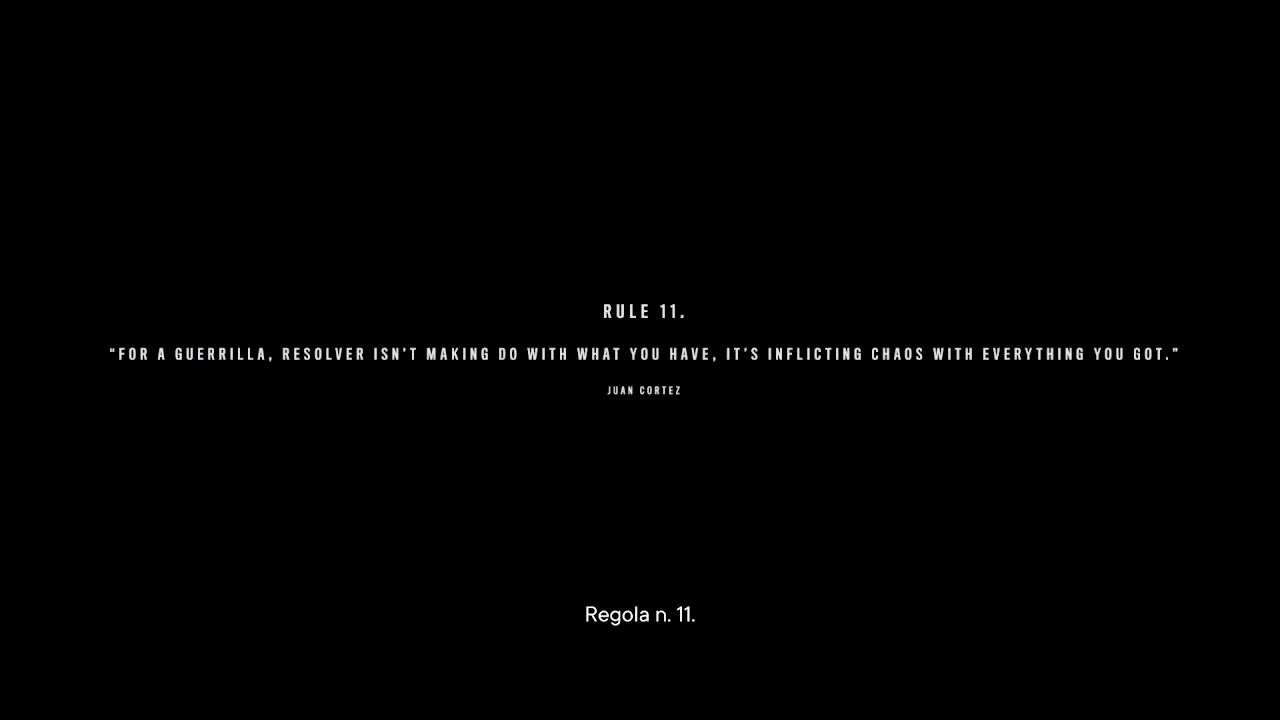 RULE 11.
"FOR A GUERRILLA, RESOLVER ISN'T MAKING DO WITH WHAT YOU HAVE, IT'S INFLICTING CHAOS WITH EVERYTHING YOU GOT."
JUAN CORTEZ
Regola n. 11.